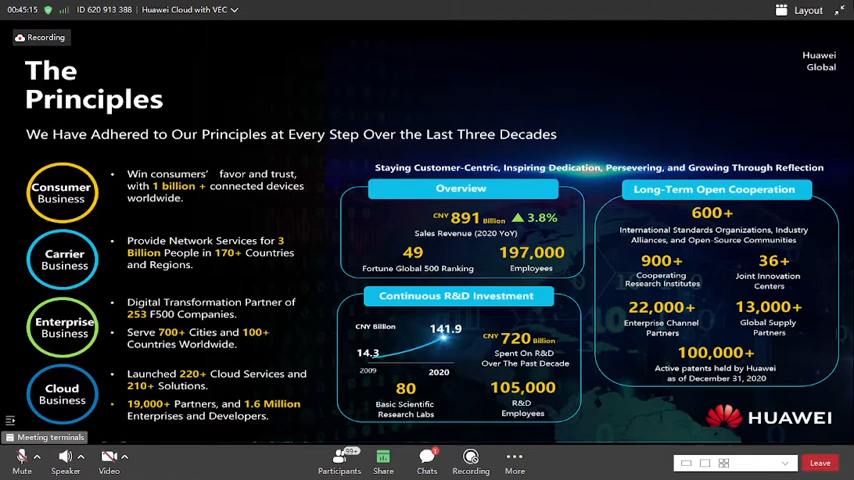 00:45:15 ID 620 913 388 Huawei Cloud with VEC Layout
Recording
Huawei
Global
The
Principles
We Have Adhered to Our Principles at Every Step Over the Last Three Decades
Consumer
Business
• Win consumers' favor and trust,
with 1 billion + connected devices
worldwide.
Carrier
Business
• Provide Network Services for 3
Billion People in 170+ Countries
and Regions.
Enterprise
Business
• Digital Transformation Partner of
253 F500 Companies.
• Serve 700+ Cities and 100+
Countries Worldwide.
Cloud
Business
• Launched 220+ Cloud Services and
210+ Solutions.
• 19,000+ Partners, and 1.6 Million
Enterprises and Developers.
Staying Customer-Centric, Inspiring Dedication, Persevering, and Growing Through Reflection
Overview
CNY 891 Billion ▲ 3.8%
Sales Revenue (2020 YoY)
49
Fortune Global 500 Ranking
197,000
Employees
Continuous R&D Investment
CNY Billion
141.9
14.3
2009
2020
CNY 720 Billion
Spent On R&D
Over The Past Decade
80
Basic Scientific
Research Labs
105,000
R&D
Employees
Long-Term Open Cooperation
600+
International Standards Organizations, Industry
Alliances, and Open-Source Communities
900+
Cooperating
Research Institutes
36+
Joint Innovation
Centers
22,000+
Enterprise Channel
Partners
13,000+
Global Supply
Partners
100,000+
Active patents held by Huawei
as of December 31, 2020
HUAWEI
Meeting terminals
Mute
Speaker
Video
99+
Participants
Share
1
Chats
Recording
More
Leave